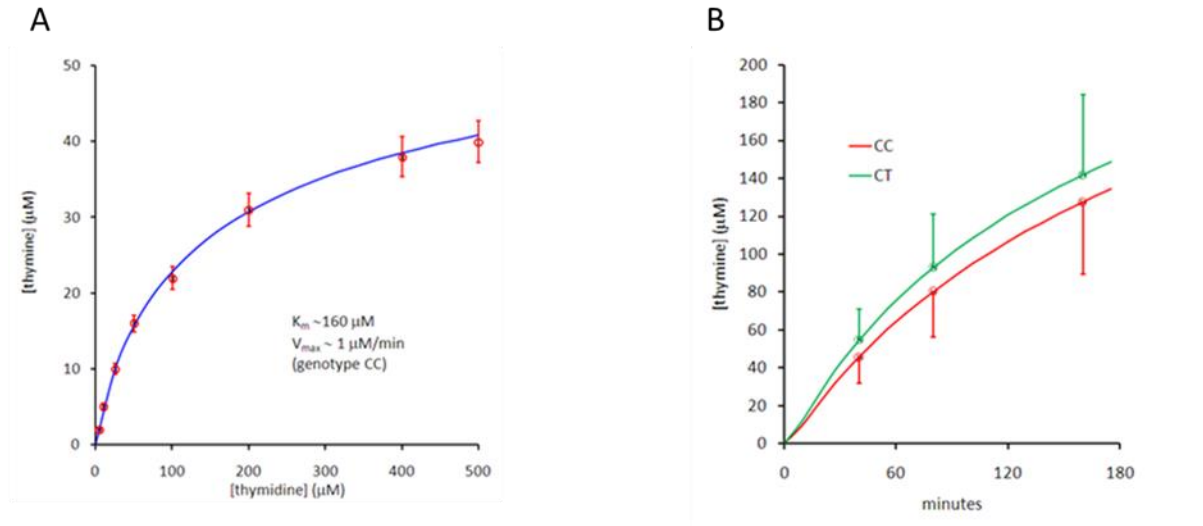 A
50
40
30
20
10
0
[thymine] (µM)
K_m ~160 µM
V_max ~ 1 µM/min
(genotype CC)
0 100 200 300 400 500
[thymidine] (µM)
B
200
180
160
140
120
100
80
60
40
20
0
[thymine] (µM)
CC
CT
0 60 120 180
minutes